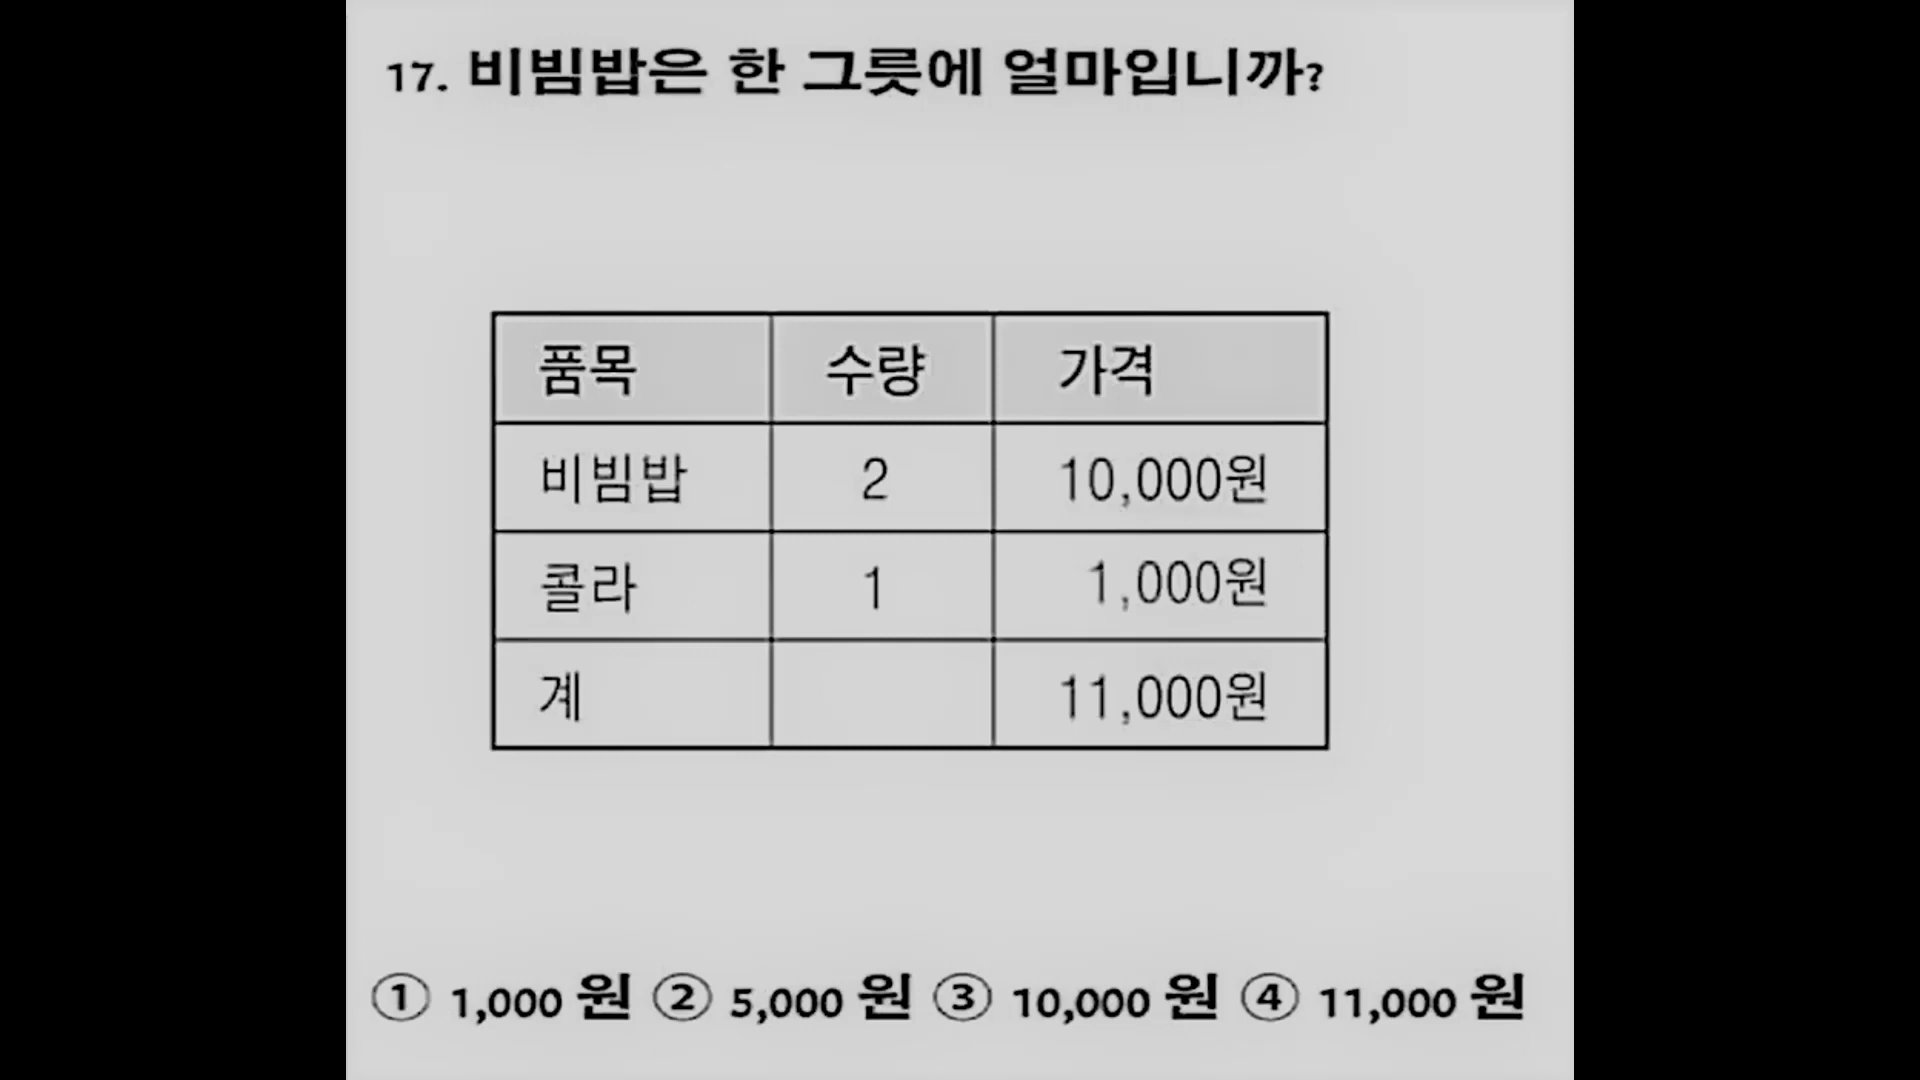 17. 비빔밥은 한 그릇에 얼마입니까?
품목 수량 가격
비빔밥 2 10,000원
콜라 1 1,000원
계 11,000원
① 1,000 원 ② 5,000 원 ③ 10,000 원 ④ 11,000 원